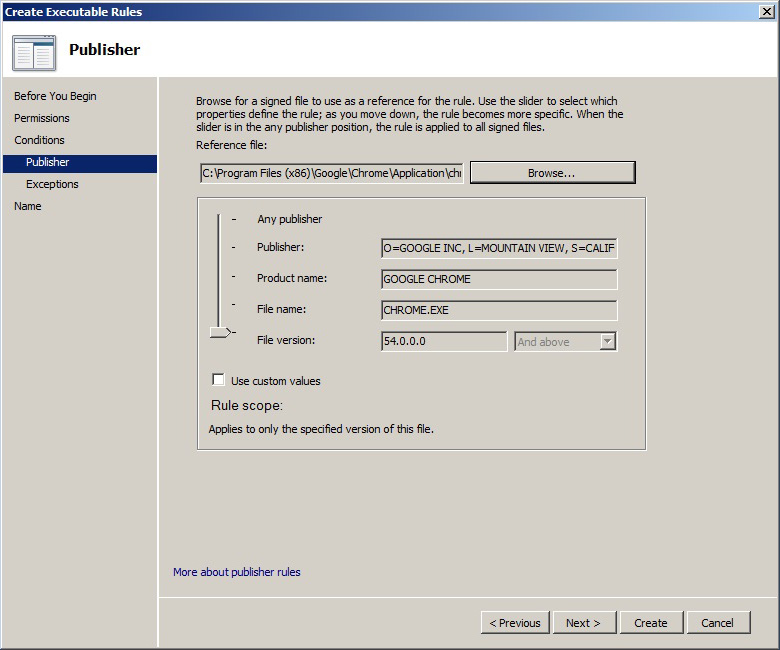 Create Executable Rules
Publisher
Before You Begin
Permissions
Conditions
Publisher
Exceptions
Name
Browse for a signed file to use as a reference for the rule. Use the slider to select which
properties define the rule; as you move down, the rule becomes more specific. When the
slider is in the any publisher position, the rule is applied to all signed files.
Reference file:
C:\Program Files (x86)\Google\Chrome\Application\chr
Browse...
Any publisher
Publisher:
O=GOOGLE INC, L=MOUNTAIN VIEW, S=CALIF
Product name:
GOOGLE CHROME
File name:
CHROME.EXE
File version:
54.0.0.0
And above
Use custom values
Rule scope:
Applies to only the specified version of this file.
More about publisher rules
< Previous
Next >
Create
Cancel